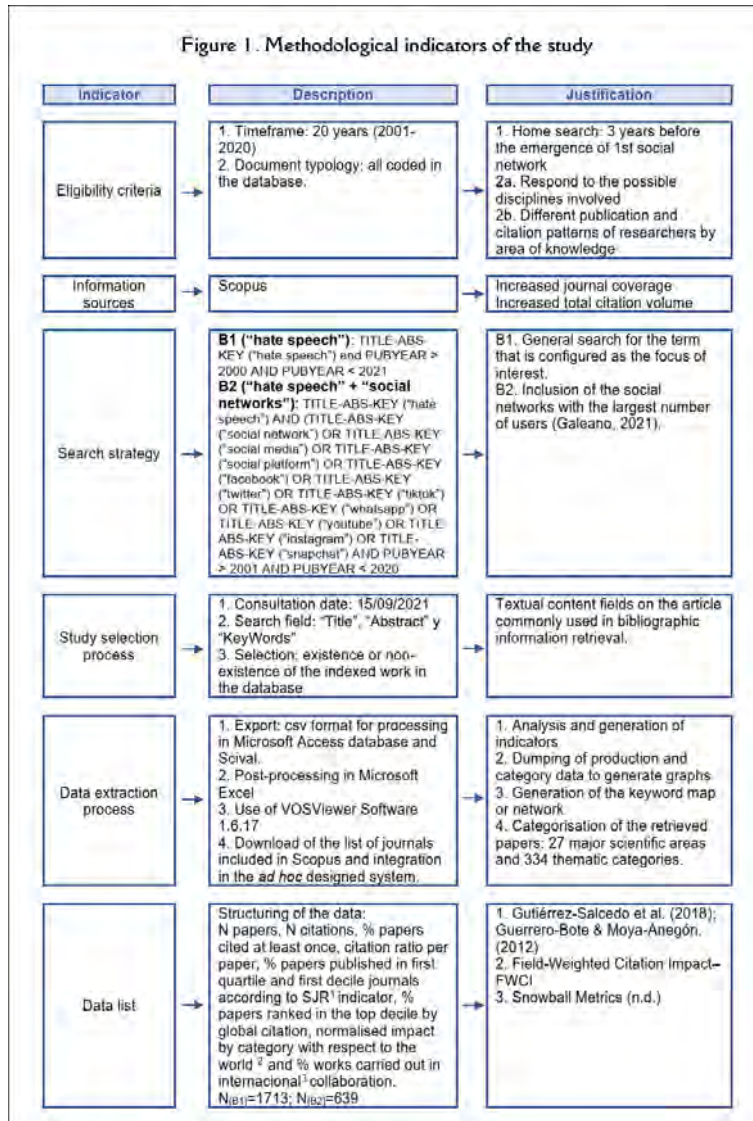 Figure 1. Methodological indicators of the study
Indicator
Description
Justification
Eligibility criteria
1. Timeframe: 20 years (2001-
2020)
2. Document typology: all coded in
the database.
1. Home search: 3 years before
the emergence of 1st social
network
2a. Respond to the possible
disciplines involved
2b. Different publication and
citation patterns of researchers by
area of knowledge
Information
sources
Scopus
Increased journal coverage
Increased total citation volume
Search strategy
B1 ("hate speech"): TITLE-ABS-
KEY ("hate speech") and PUBYEAR >
2000 AND PUBYEAR < 2021
B2 ("hate speech" + "social
networks"): TITLE-ABS-KEY ("hate
speech") AND (TITLE-ABS-KEY
("social network") OR TITLE-ABS-KEY
("social media") OR TITLE-ABS-KEY
("social platform") OR TITLE-ABS-KEY
("facebook") OR TITLE-ABS-KEY
("twitter") OR TITLE-ABS-KEY ("tiktok")
OR TITLE-ABS-KEY ("whatsapp") OR
TITLE-ABS-KEY ("youtube") OR TITLE-
ABS-KEY ("instagram") OR TITLE-
ABS-KEY ("snapchat") AND PUBYEAR
> 2001 AND PUBYEAR < 2020
B1. General search for the term
that is configured as the focus of
interest.
B2. Inclusion of the social
networks with the largest number
of users (Galeano, 2021).
Study selection
process
1. Consultation date: 15/09/2021
2. Search field: "Title", "Abstract" y
"KeyWords"
3. Selection: existence or non-
existence of the indexed work in
the database
Textual content fields on the article
commonly used in bibliographic
information retrieval.
Data extraction
process
1. Export: csv format for processing
in Microsoft Access database and
Scival.
2. Post-processing in Microsoft
Excel
3. Use of VOSViewer Software
1.6.17
4. Download of the list of journals
included in Scopus and integration
in the ad hoc designed system.
1. Analysis and generation of
indicators
2. Dumping of production and
category data to generate graphs
3. Generation of the keyword map
or network
4. Categorisation of the retrieved
papers: 27 major scientific areas
and 334 thematic categories.
Data list
Structuring of the data:
N papers, N citations, % papers
cited at least once, citation ratio per
paper, % papers published in first
quartile and first decile journals
according to SJR¹ indicator, %
papers ranked in the top decile by
global citation, normalised impact
by category with respect to the
world ² and % works carried out in
internacional³ collaboration.
N(B1)=1713; N(B2)=639
1. Gutiérrez-Salcedo et al. (2018);
Guerrero-Bote & Moya-Anegón.
(2012)
2. Field-Weighted Citation Impact–
FWCI
3. Snowball Metrics (n.d.)